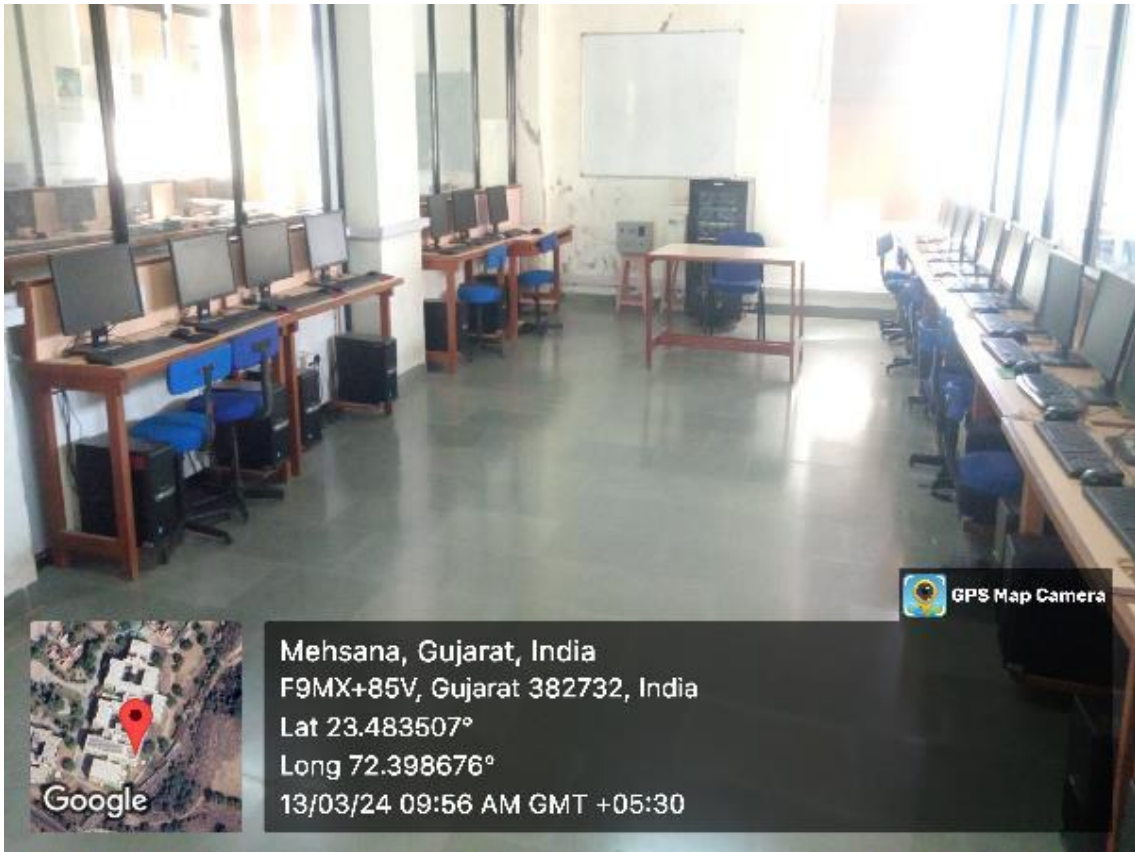 GPS Map Camera
Mehsana, Gujarat, India
F9MX+85V, Gujarat 382732, India
Lat 23.483507°
Long 72.398676°
13/03/24 09:56 AM GMT +05:30
Google